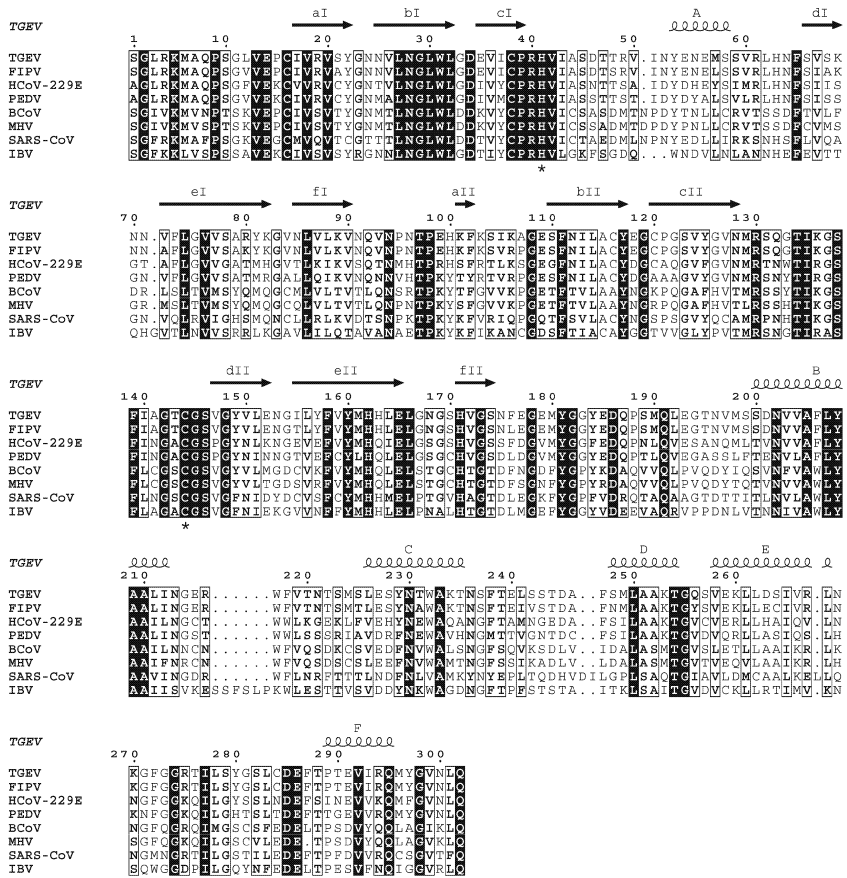 TGEV aI bI cI A dI
1 10 20 30 40 50 60
TGEV SGLRKMAQPSGLVEPCIVRVSYGNNVLNGLWLGDEVICPRHVIASDTTRV.INYENEMSSVRLHNFSVSK
FIPV SGLRKMAQPSGVVEPCIVRVAYGNNVLNGLWLGDEVICPRHVIASDTSRV.INYENELSSVRLHNFSIAK
HCoV-229E AGLRKMAQPSGFVEKCVVRVCYGNTVLNGLWLGDIVYCPRHVIASNTTSA.IDYDHEYSIMRLHNFSIIS
PEDV AGLRKMAQPSGVVEKCIVRVCYGNMALNGLWLGDIVMCPRHVIASSTTST.IDYDYALSVLRLHNFSISS
BCoV SGIVKMVNPTSKVEPCIVSVTYGNMTLNGLWLDDKVYCPRHVICSASDMTNPDYTNLLCRVTSSDFTVLF
MHV SGIVKMVSPTSKVEPCIVSVTYGNMTLNGLWLDDKVYCPRHVICSSADMTDPDYPNLLCRVTSSDFCVMS
SARS-CoV SGFRKMAFPSGKVEGCMVQVTCGTTTLNGLWLDDTVYCPRHVICTAEDMLNPNYEDLLIRKSNHSFLVQA
IBV SGFKKLVSPSSAVEKCIVSVSYRGNNLNGLWLGDTIYCPRHVLGKFSGDQ...WNDVLNLANNHEFEVTT
*
TGEV eI fI aII bII cII
70 80 90 100 110 120 130
TGEV NN.VFLGVVSARYKGVNLVLKVNQVNPNTPEHKFKSIKAGESFNILACYEGCPGSVYGVNMRSQGTIKGS
FIPV NN.AFLGVVSAKYKGVNLVLKVNQVNPNTPEHKFKSVRPGESFNILACYEGCPGSVYGVNMRSQGTIKGS
HCoV-229E GT.AFLGVVGATMHGVTLKIKVSQTNMHTPRHSFRTLKSGEGFNILACYDGCAQGVFGVNMRTNWTIRGS
PEDV GN.VFLGVVGVTMRGALLQIKVNQNNVHTPKYTYRTVRPGESFNILACYDGAAAGVYGVNMRSNYTIRGS
BCoV DR.LSLTVMSYQMQGCMLVLTVTLQNSRTPKYTFGVVKPGETFTVLAAYNGKPQGAFHVTMRSSYTIKGS
MHV GR.MSLTVMSYQMQGCQLVLTVTLQNPNTPKYSFGVVKPGETFTVLAAYNGRPQGAFHVTLRSSHTIKGS
SARS-CoV GN.VQLRVIGHSMQNCLLRLKVDTSNPKTPKYKFVRIQPGQTFSVLACYNGSPSGVYQCAMRPNHTIKGS
IBV QHGVTLNVVSRRLKGAVLILQTAVANAETPKYKFIKANCGDSFTIACAYGGTVVGLYPVTMRSNGTIRAS
TGEV dII eII fII B
140 150 160 170 180 190 200
TGEV FIAGTCGSVGYVLENGILYFVYMHHLELGNGSHVGSNFEGEMYGGYEDQPSMQLEGTNVMSSDNVVAFLY
FIPV FIAGTCGSVGYVLENGTLYFVYMHHLELGNGSHVGSNLEGEMYGGYEDQPSMQLEGTNVMSSDNVVAFLY
HCoV-229E FINGACGSPGYNLKNGEVEFVYMHQIELGSGSHVGSSFDGVMYGGFEDQPNLQVESANQMLTVNVVAFLY
PEDV FINGACGSPGYNINNGTVEFCYLHQLELGSGCHVGSDLDGVMYGGYEDQPTLQVEGASSLFTENVLAFLY
BCoV FLCGSCGSVGYVLMGDCVKFVYMHQLELSTGCHTGTDFNGDFYGPYKDAQVVQLPVQDYIQSVNFVAWLY
MHV FLCGSCGSVGYVLTGDSVRFVYMHQLELSTGCHTGTDFSGNFYGPYRDAQVVQLPVQDYTQTVNVVAWLY
SARS-CoV FLNGSCGSVGFNIDYDCVSFCYMHHMELPTGVHAGTDLEGKFYGPFVDRQTAQAAGTDTTITLNVLAWLY
IBV FLAGACGSVGFNIEKGVVNFFYMHHLELPNALHTGTDLMGEFYGGYVDEEVAQRVPPDNLVTNNIVAWLY
*
TGEV C D E
210 220 230 240 250 260
TGEV AALINGER......WFVTNTSMSLESYNTWAKTNSFTELSSTDA..FSMLAAKTGQSVEKLLDSIVR.LN
FIPV AALINGER......WFVTNTSMTLESYNAWAKTNSFTEIVSTDA..FNMLAAKTGYSVEKLLECIVR.LN
HCoV-229E AAILNGCT......WWLKGEKLFVEHYNEWAQANGFTAMNGEDA..FSILAAKTGVCVERLLHAIQV.LN
PEDV AALINGST......WWLSSSRIAVDRFNEWAVHNGMTTVGNTDC..FSILAAKTGVDVQRLLASIQS.LH
BCoV AAILNNCN......WFVQSDKCSVEDFNVWALSNGFSQVKSDLV..IDALASMTGVSLETLLAAIKR.LK
MHV AAIFNRCN......WFVQSDSCSLEEFNVWAMTNGFSSIKADLV..LDALASMTGVTVEQVLAAIKR.LH
SARS-CoV AAVINGDR......WFLNRFTTTLNDFNLVAMKYNYEPLTQDHVDILGPLSAQTGIAVLDMCAALKELLQ
IBV AAIISVKESSFSLPKWLESTTVSVDDYNKWAGDNGFTPFSTSTA..ITKLSAITGVDVCKLLRTIMV.KN
TGEV F
270 280 290 300
TGEV KGFGGRTILSYGSLCDEFTPTEVIRQMYGVNLQ
FIPV KGFGGRTILSYGSLCDEFTPTEVIRQMYGVNLQ
HCoV-229E NGFGGKQILGYSSLNDEFSINEVVKQMFGVNLQ
PEDV KNFGGKQILGHTSLTDEFTTGEVVRQMYGVNLQ
BCoV NGFQGRQIMGSCSFEDELTPSDVYQQLAGIKLQ
MHV SGFQGKQILGSCVLEDELTPSDVYQQLAGVKLQ
SARS-CoV NGMNGRTILGSTILEDEFTPFDVVRQCSGVTFQ
IBV SQWGGDPILGQYNFEDELTPESVFNQIGGVRLQ